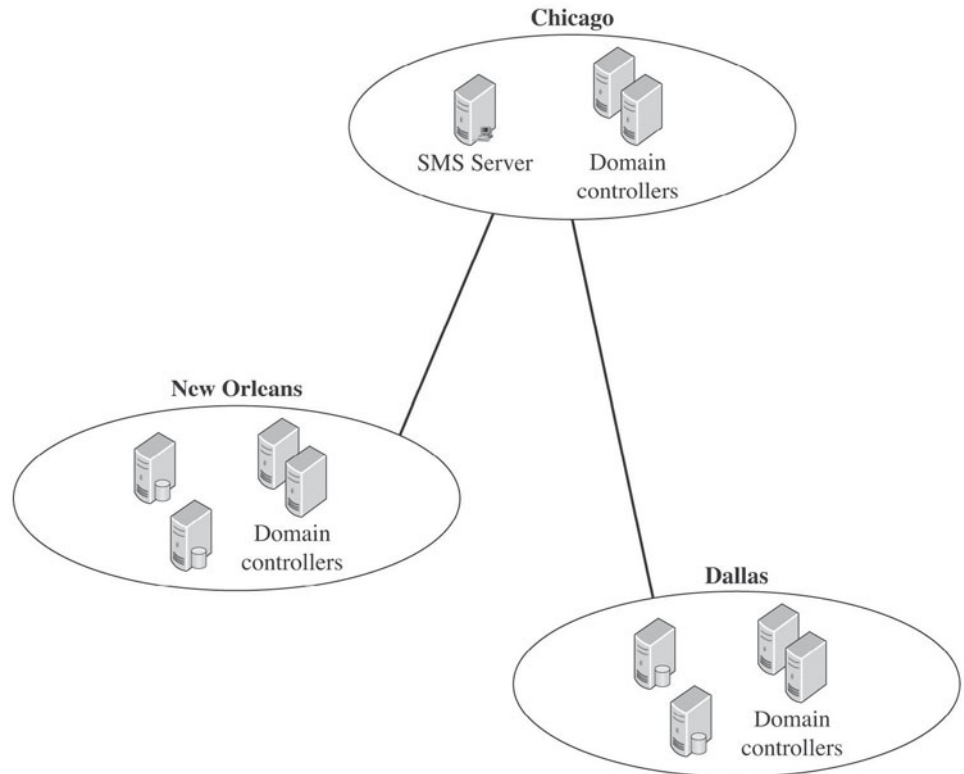 Chicago
SMS Server
Domain
controllers
New Orleans
Domain
controllers
Dallas
Domain
controllers